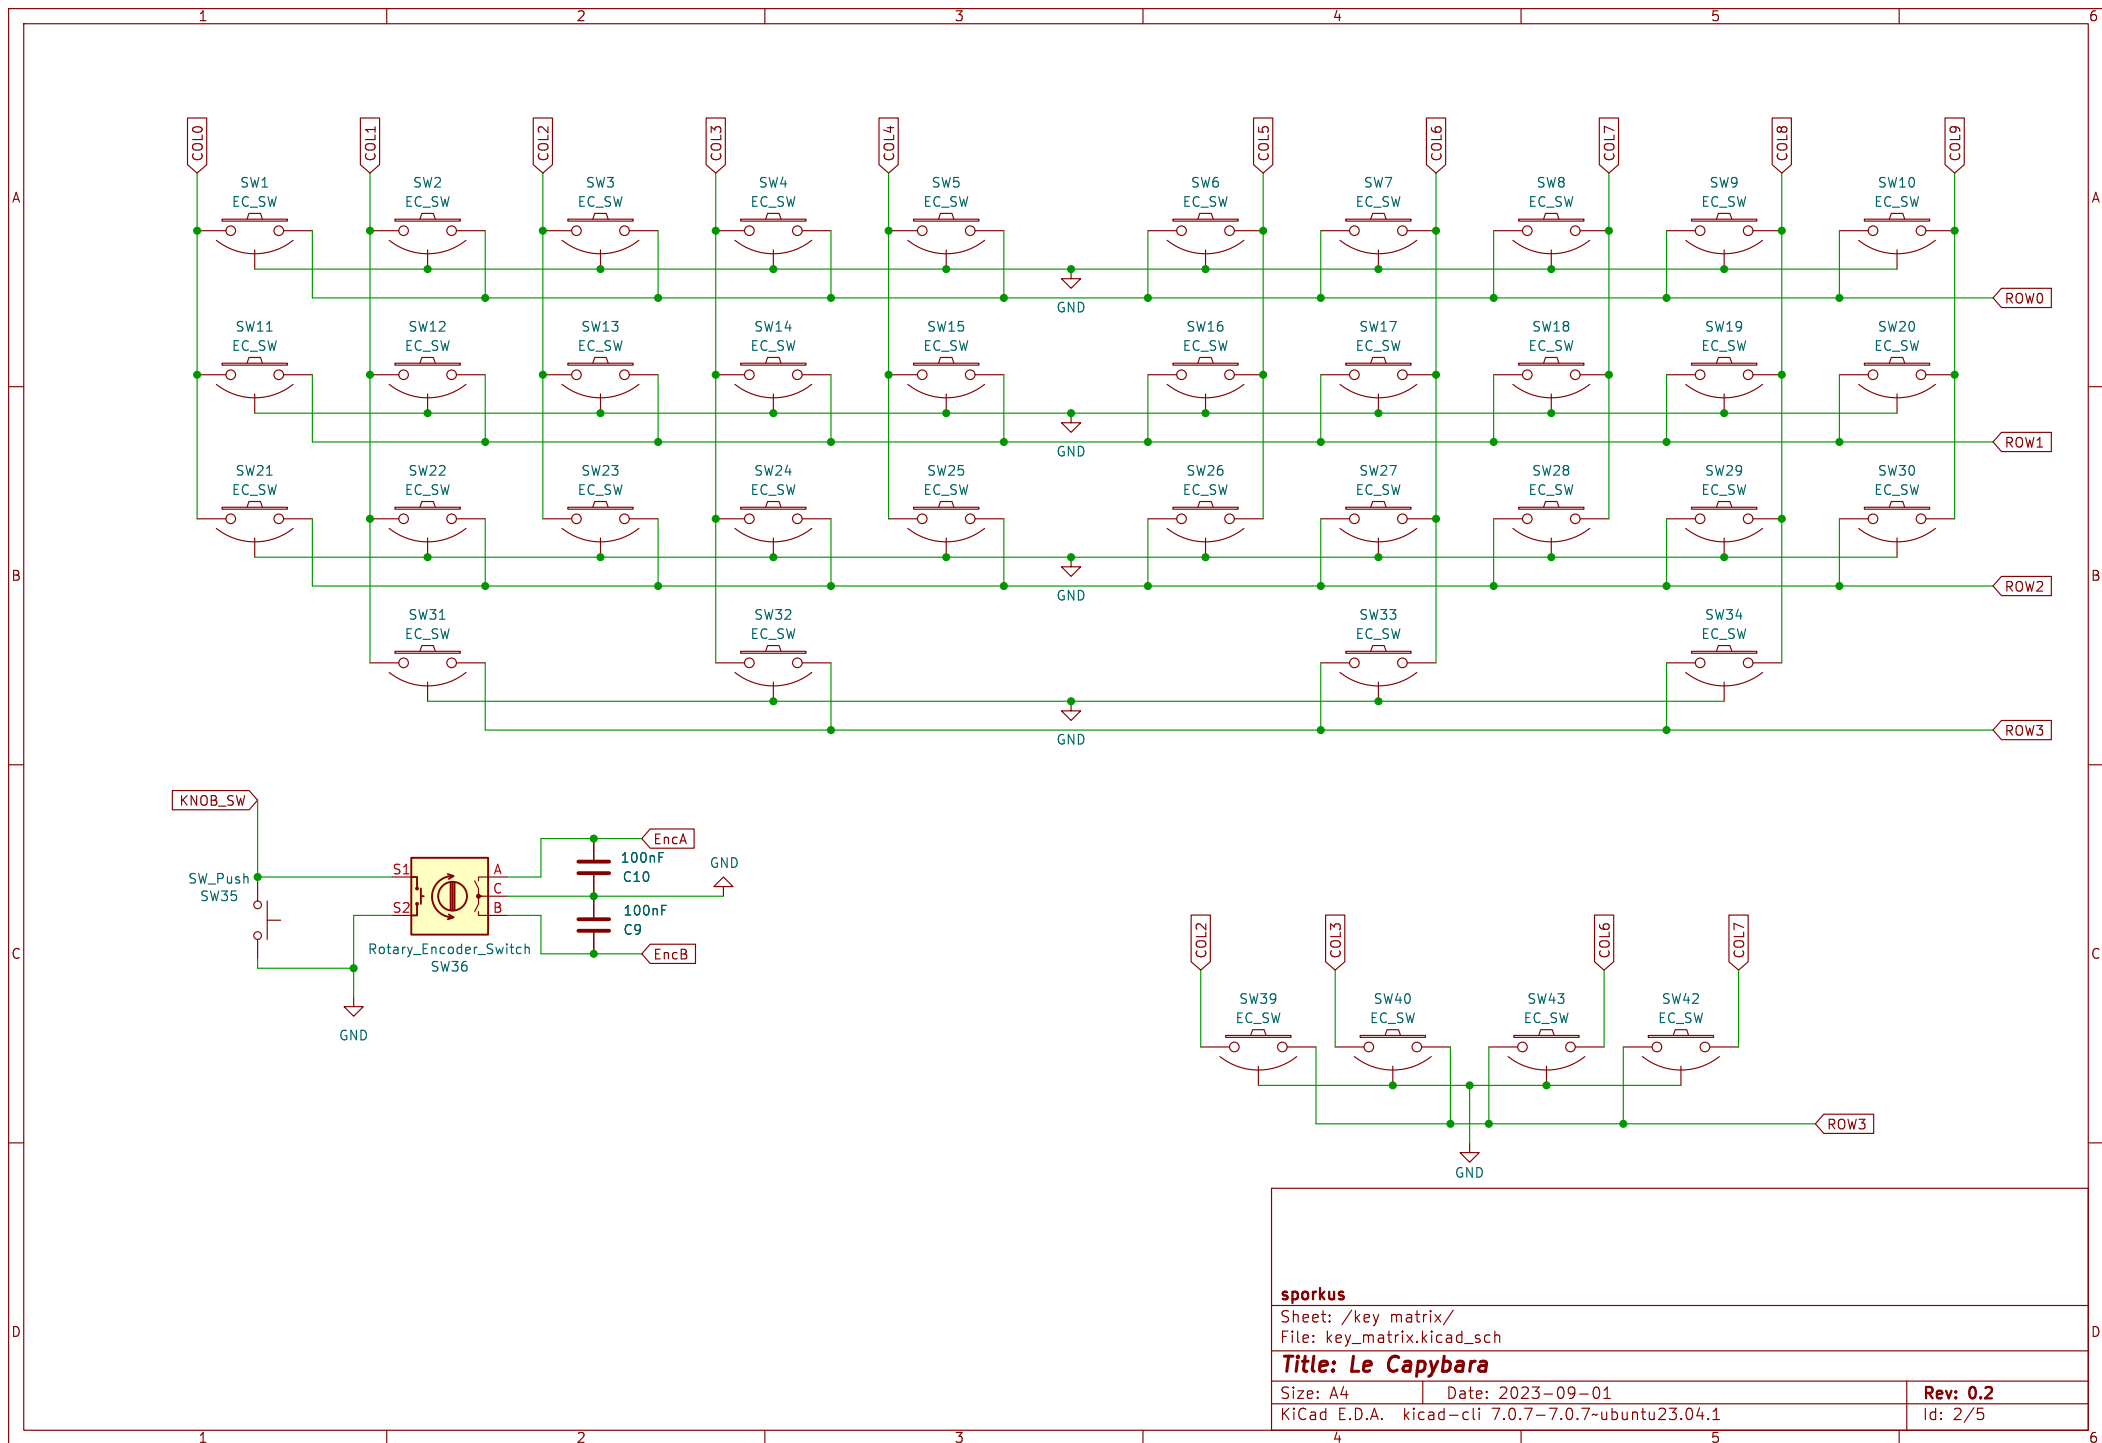 1 2 3 4 5 6
A A
B B
C C
D D
COL0 COL1 COL2 COL3 COL4 COL5 COL6 COL7 COL8 COL9
SW1 SW2 SW3 SW4 SW5 SW6 SW7 SW8 SW9 SW10
EC_SW EC_SW EC_SW EC_SW EC_SW EC_SW EC_SW EC_SW EC_SW EC_SW
ROW0
GND
SW11 SW12 SW13 SW14 SW15 SW16 SW17 SW18 SW19 SW20
EC_SW EC_SW EC_SW EC_SW EC_SW EC_SW EC_SW EC_SW EC_SW EC_SW
ROW1
GND
SW21 SW22 SW23 SW24 SW25 SW26 SW27 SW28 SW29 SW30
EC_SW EC_SW EC_SW EC_SW EC_SW EC_SW EC_SW EC_SW EC_SW EC_SW
ROW2
GND
SW31 SW32 SW33 SW34
EC_SW EC_SW EC_SW EC_SW
ROW3
GND
KNOB_SW
EncA
100nF
C10
GND
S1 A
C
S2 B
SW_Push
SW35
100nF
C9
Rotary_Encoder_Switch
SW36
EncB
GND
COL2 COL3 COL6 COL7
SW39 SW40 SW43 SW42
EC_SW EC_SW EC_SW EC_SW
ROW3
GND
sporkus
Sheet: /key matrix/
File: key_matrix.kicad_sch
Title: Le Capybara
Size: A4 Date: 2023-09-01 Rev: 0.2
KiCad E.D.A. kicad-cli 7.0.7-7.0.7~ubuntu23.04.1 Id: 2/5
1 2 3 4 5 6